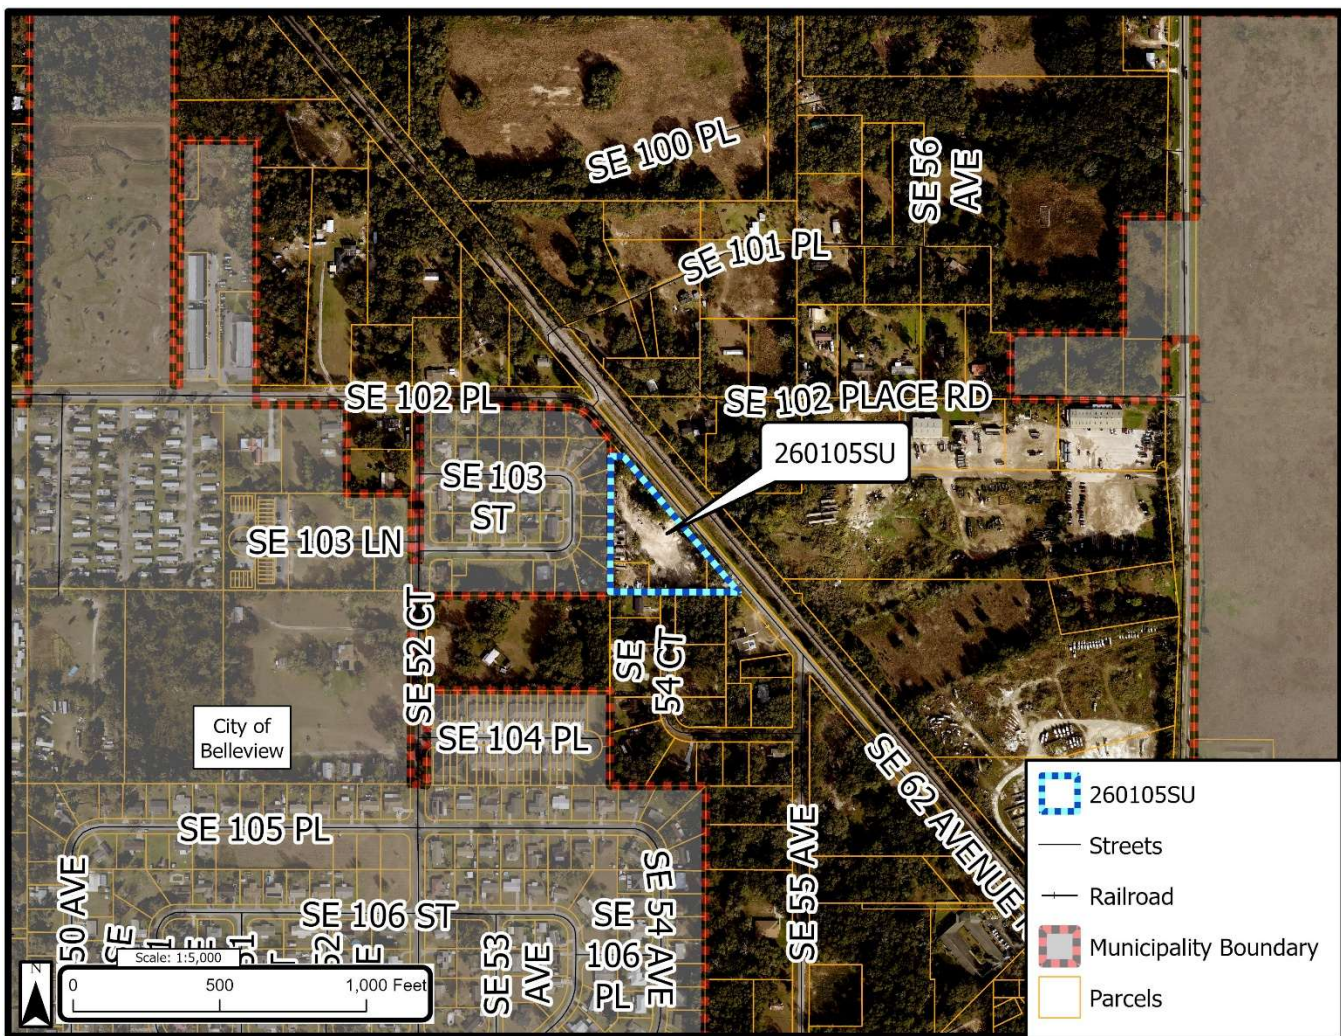 SE 100 PL
SE 56
AVE
SE 101 PL
SE 102 PL
SE 102 PLACE RD
260105SU
SE 103
ST
SE 103 LN
SE 52 CT
SE
54 CT
City of
Belleview
SE 104 PL
SE 62 AVENUE
SE 105 PL
SE 55 AVE
SE 54 AVE
50 AVE
SE
SE 106 ST
SE 53
AVE
SE
106
PL
Scale: 1:5,000
N
0 500 1,000 Feet
260105SU
Streets
Railroad
Municipality Boundary
Parcels